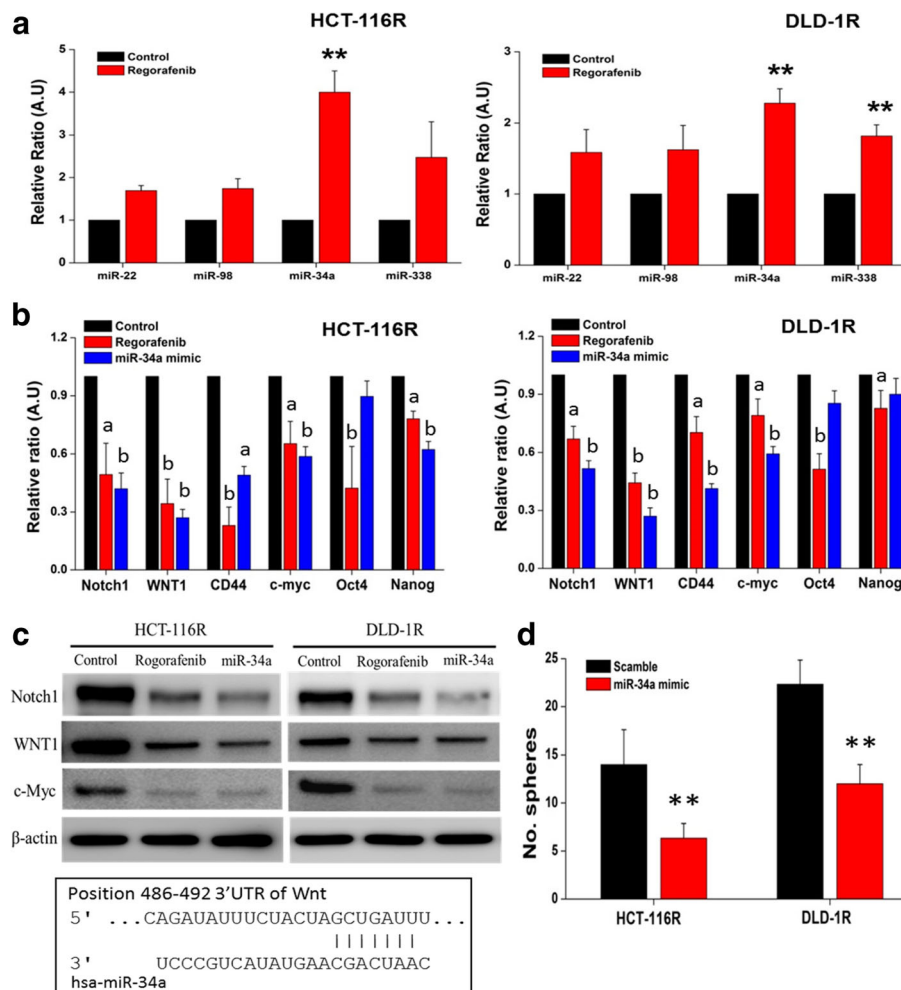 a
HCT-116R
Control
Regorafenib
**
Relative Ratio (A.U)
5
4
3
2
1
0
miR-22 miR-98 miR-34a miR-338
DLD-1R
Control
Regorafenib
** **
Relative Ratio (A.U)
3
2
1
0
miR-22 miR-98 miR-34a miR-338
b
HCT-116R
Control
Regorafenib
miR-34a mimic
Relative ratio (A.U)
1.2
0.9
0.6
0.3
0.0
a b b b b a a b b a b
Notch1 WNT1 CD44 c-myc Oct4 Nanog
DLD-1R
Control
Regorafenib
miR-34a mimic
Relative ratio (A.U)
1.2
0.9
0.6
0.3
0.0
a b b b a b a b b a
Notch1 WNT1 CD44 c-myc Oct4 Nanog
c
HCT-116R DLD-1R
Control Rogorafenib miR-34a Control Rogorafenib miR-34a
Notch1
WNT1
c-Myc
β-actin
Position 486-492 3'UTR of Wnt
5' ...CAGAUAUUUCUACUAGCUGAUUU...
3' UCCCGUCAUAUGAACGACUAAC
hsa-miR-34a
d
Scamble
miR-34a mimic
No. spheres
25
20
15
10
5
0
** **
HCT-116R DLD-1R